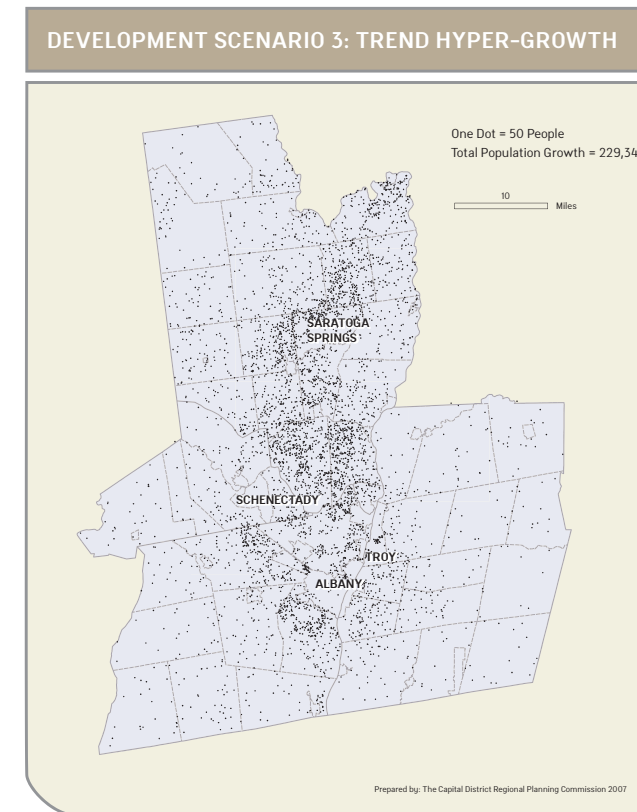 DEVELOPMENT SCENARIO 3: TREND HYPER-GROWTH
One Dot = 50 People
Total Population Growth = 229,34
10
Miles
SARATOGA
SPRINGS
SCHENECTADY
TROY
ALBANY
Prepared by: The Capital District Regional Planning Commission 2007